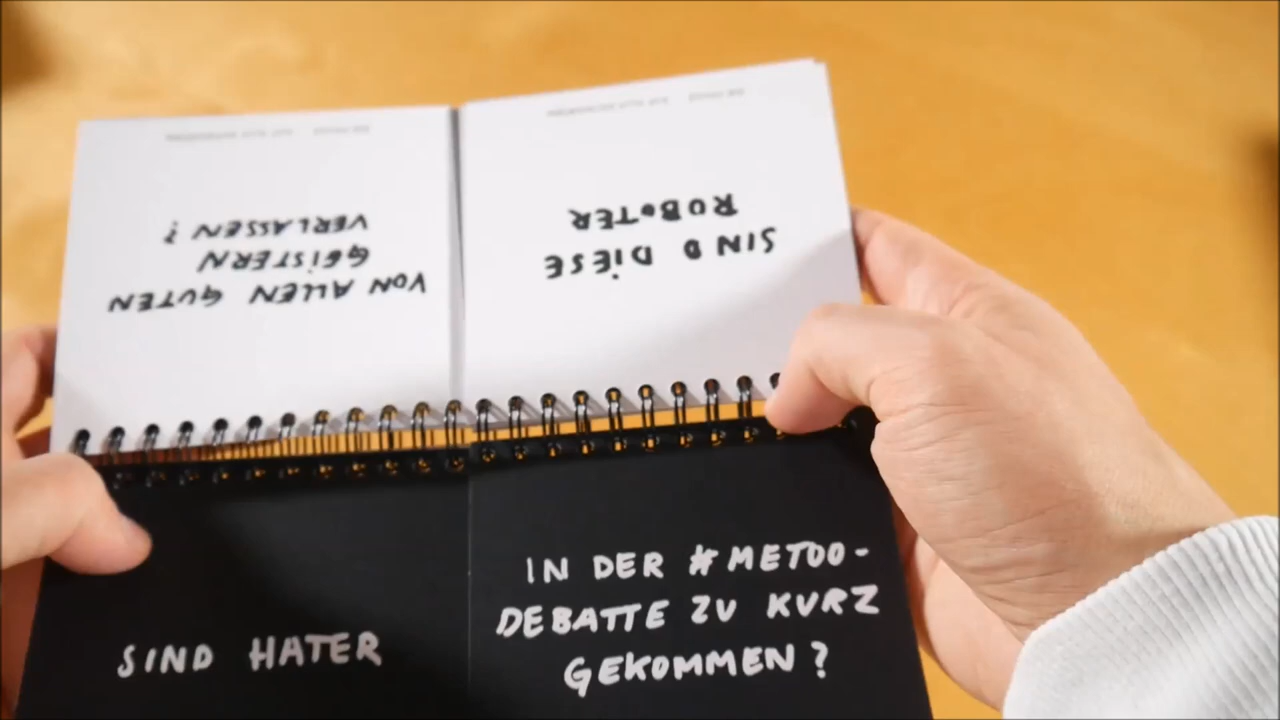 SIND DIESE
ROBOTER
VON ALLEN GUTEN
GEISTERN
VERLASSEN?
SIND HATER
IN DER #METOO-
DEBATTE ZU KURZ
GEKOMMEN?